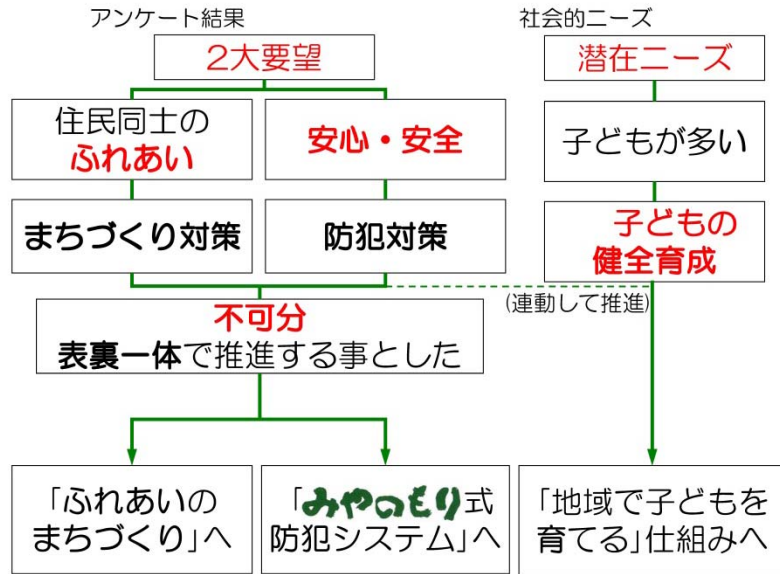 アンケート結果
2大要望
住民同士の
ふれあい
安心・安全
まちづくり対策
防犯対策
不可分
表裏一体で推進する事とした
「ふれあいの
まちづくり」へ
「みやのもり式
防犯システム」へ
社会的ニーズ
潜在ニーズ
子どもが多い
子どもの
健全育成
(連動して推進)
「地域で子どもを
育てる」仕組みへ